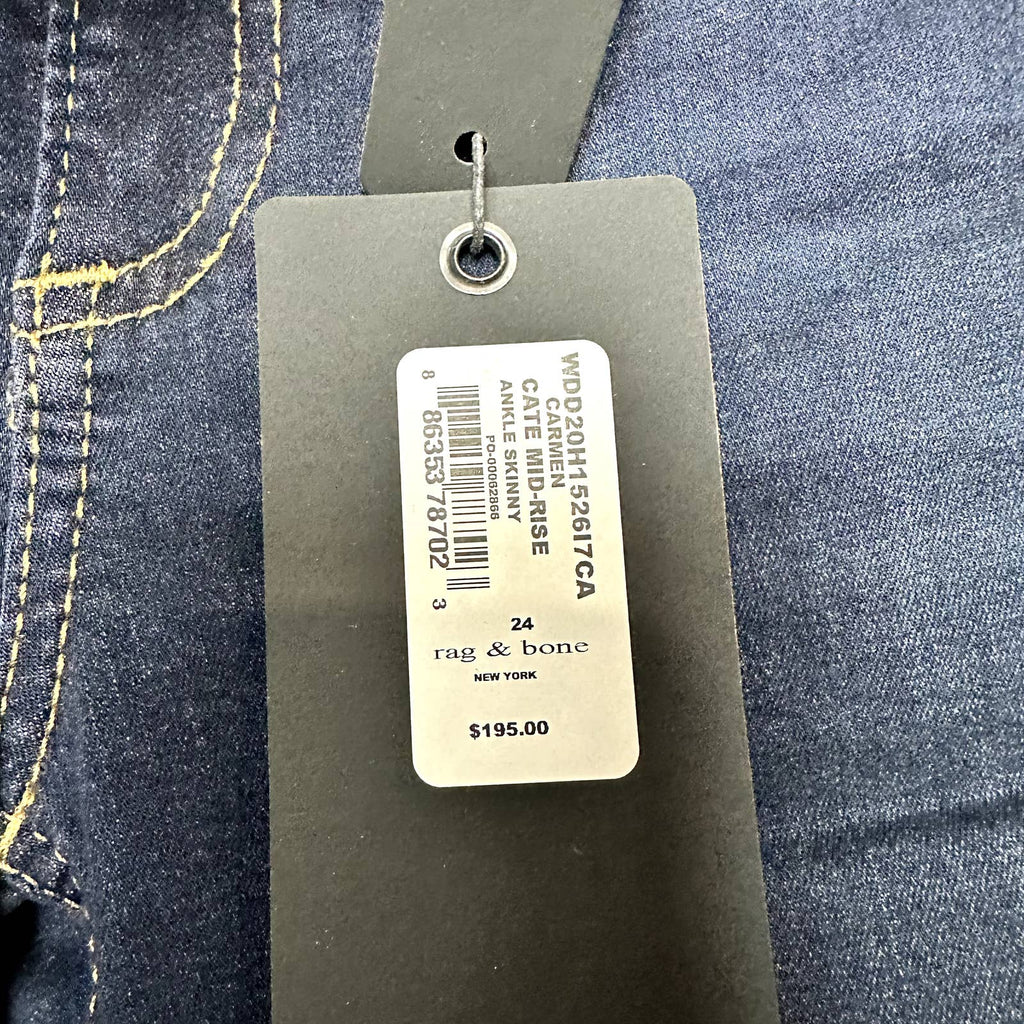 WDD20H1526I7CA
CARMEN
CATE MID-RISE
ANKLE SKINNY
PO-00062866
8 86353 78702 3
24
rag & bone
NEW YORK
$195.00